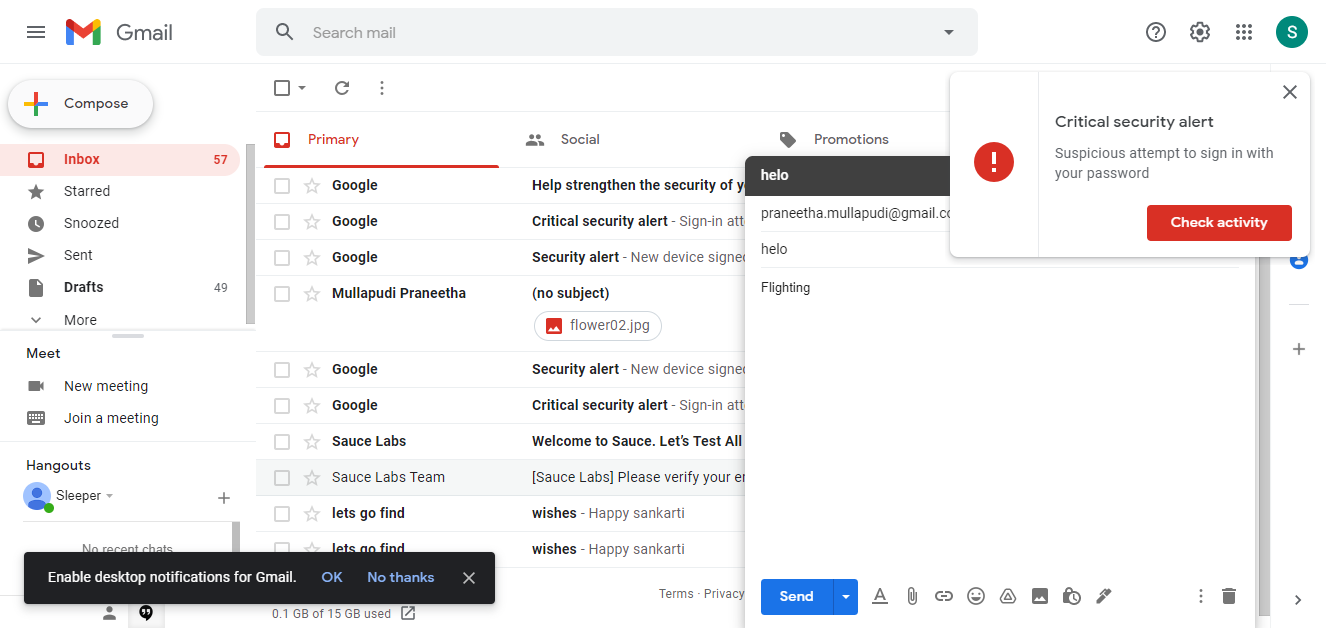 Gmail
Search mail
S
Compose
Inbox 57
Starred
Snoozed
Sent
Drafts 49
More
Meet
New meeting
Join a meeting
Hangouts
Sleeper
No recent chats
Enable desktop notifications for Gmail. OK No thanks
Primary
Social
Promotions
Google Help strengthen the security of
Google Critical security alert - Sign-in
Google Security alert - New device signed
Mullapudi Praneetha (no subject)
flower02.jpg
Google Security alert - New device signed
Google Critical security alert - Sign-in
Sauce Labs Welcome to Sauce. Let's Test All
Sauce Labs Team [Sauce Labs] Please verify your
lets go find wishes - Happy sankarti
lets go find wishes - Happy sankarti
0.1 GB of 15 GB used
Terms · Privacy
helo
praneetha.mullapudi@gmail.co
helo
Flighting
Send
Critical security alert
Suspicious attempt to sign in with
your password
Check activity